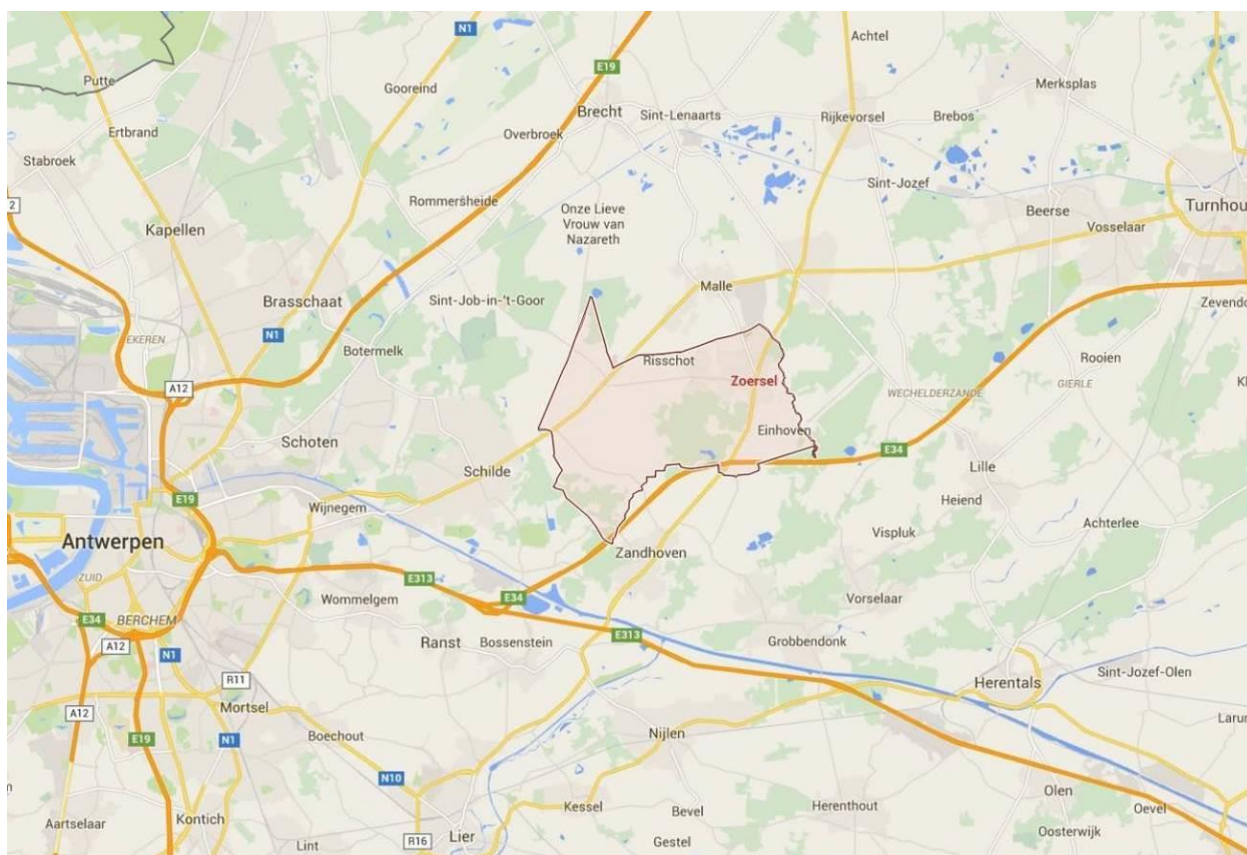 N1
Achtel
Putte
E19
Merksplas
Gooreind
Brecht
Sint-Lenaarts
Rijkevorsel
Brebos
Ertbrand
Overbroek
Stabroek
Sint-Jozef
Rommersheide
2
Onze Lieve
Vrouw van
Nazareth
Beerse
Turnhou
Kapellen
Vosselaar
Malle
Brasschaat
Sint-Job-in-'t-Goor
Zevendo
N1
EKEREN
Botermelk
Risschot
Rooien
Zoersel
GIERLE
Kl
A12
WECHELDERZANDE
Einhoven
Schoten
E34
Schilde
Lille
E19
Heiend
Wijnegem
Achterlee
Vispluk
Antwerpen
Zandhoven
ZUID
E313
E34
Wommelgem
Vorselaar
E34
BERCHEM
E313
A12
Ranst
Bossenstein
Grobbendonk
N1
Sint-Jozef-Olen
R11
Herentals
Mortsel
A12
Larum
E19
N1
Boechout
Nijlen
N10
Olen
Kessel
Bevel
Herenthout
Oevel
Aartselaar
Kontich
Oosterwijk
Lint
R16
Lier
Gestel